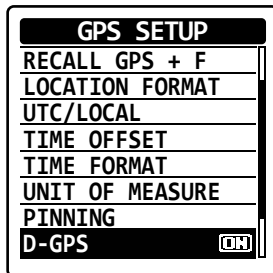 GPS SETUP
RECALL GPS + F
LOCATION FORMAT
UTC/LOCAL
TIME OFFSET
TIME FORMAT
UNIT OF MEASURE
PINNING
D-GPS ON